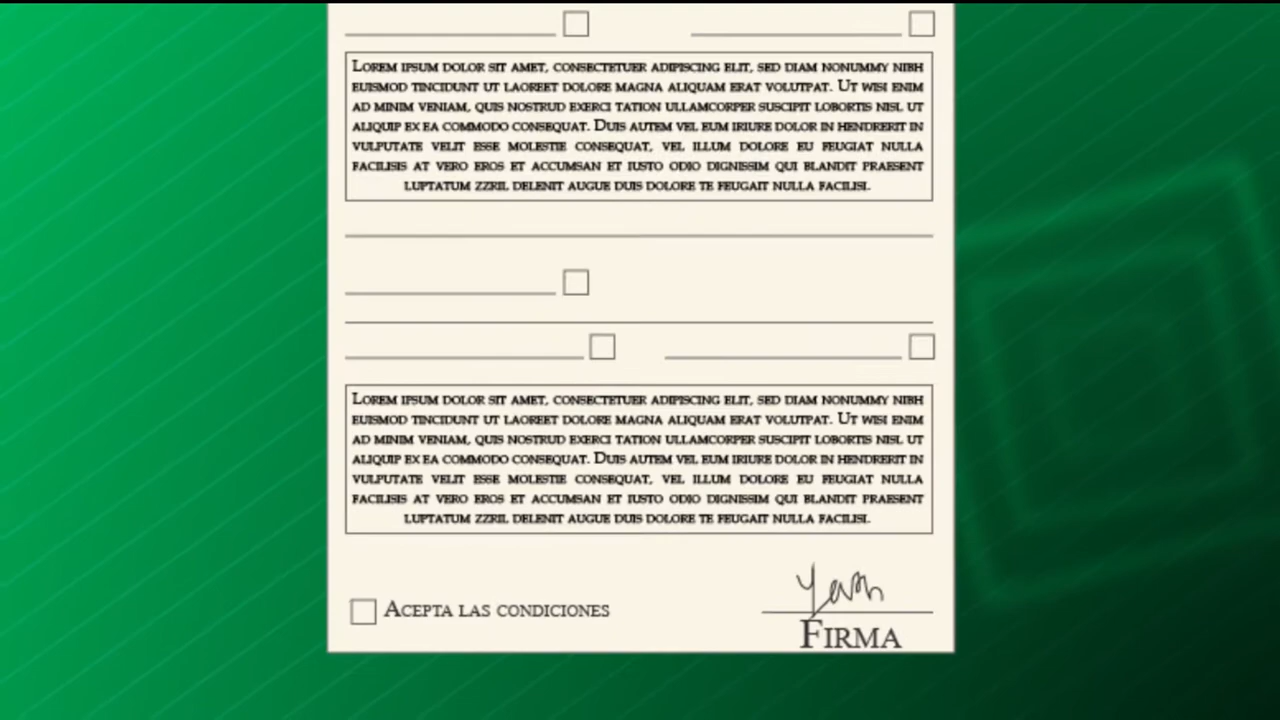 Lorem ipsum dolor sit amet, consectetuer adipiscing elit, sed diam nonummy nibh
euismod tincidunt ut laoreet dolore magna aliquam erat volutpat. Ut wisi enim
ad minim veniam, quis nostrud exerci tation ullamcorper suscipit lobortis nisl ut
aliquip ex ea commodo consequat. Duis autem vel eum iriure dolor in hendrerit in
vulputate velit esse molestie consequat, vel illum dolore eu feugiat nulla
facilisis at vero eros et accumsan et iusto odio dignissim qui blandit praesent
luptatum zzril delenit augue duis dolore te feugait nulla facilisi.
Lorem ipsum dolor sit amet, consectetuer adipiscing elit, sed diam nonummy nibh
euismod tincidunt ut laoreet dolore magna aliquam erat volutpat. Ut wisi enim
ad minim veniam, quis nostrud exerci tation ullamcorper suscipit lobortis nisl ut
aliquip ex ea commodo consequat. Duis autem vel eum iriure dolor in hendrerit in
vulputate velit esse molestie consequat, vel illum dolore eu feugiat nulla
facilisis at vero eros et accumsan et iusto odio dignissim qui blandit praesent
luptatum zzril delenit augue duis dolore te feugait nulla facilisi.
Acepta las condiciones
Firma